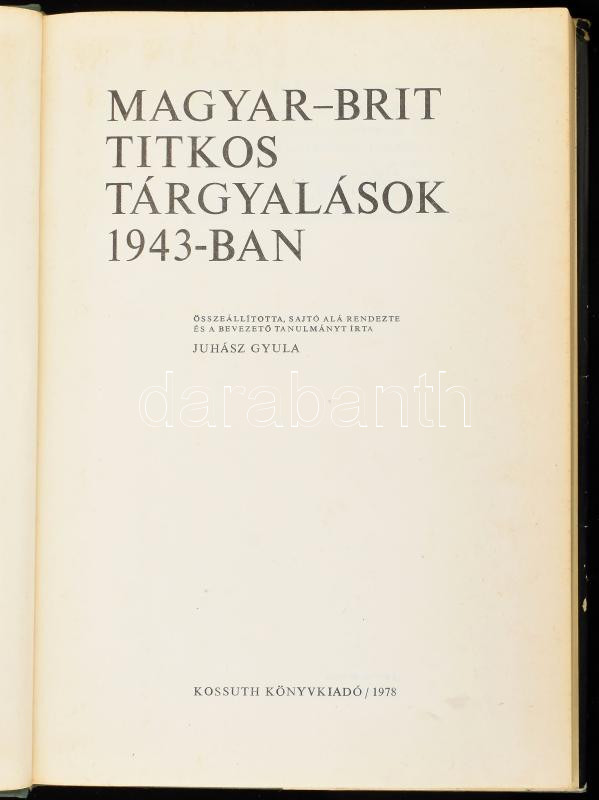 MAGYAR–BRIT
TITKOS
TÁRGYALÁSOK
1943-BAN
ÖSSZEÁLLÍTOTTA, SAJTÓ ALÁ RENDEZTE
ÉS A BEVEZETŐ TANULMÁNYT ÍRTA
JUHÁSZ GYULA
darabanth
KOSSUTH KÖNYVKIADÓ / 1978